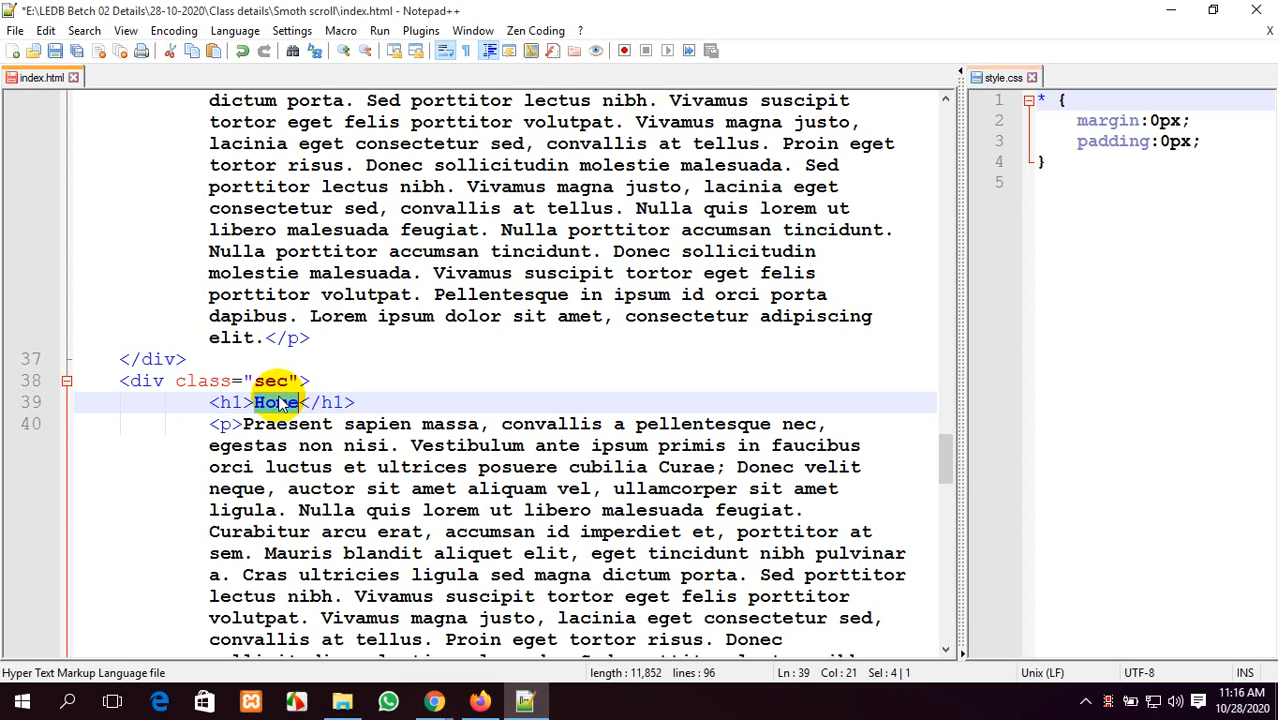 *E:\LEDB Betch 02 Details\28-10-2020\Class details\Smoth scroll\index.html - Notepad++
File Edit Search View Encoding Language Settings Macro Run Plugins Window Zen Coding ? X
index.html style.css
dictum porta. Sed porttitor lectus nibh. Vivamus suscipit
tortor eget felis porttitor volutpat. Vivamus magna justo,
lacinia eget consectetur sed, convallis at tellus. Proin eget
tortor risus. Donec sollicitudin molestie malesuada. Sed
porttitor lectus nibh. Vivamus magna justo, lacinia eget
consectetur sed, convallis at tellus. Nulla quis lorem ut
libero malesuada feugiat. Nulla porttitor accumsan tincidunt.
Nulla porttitor accumsan tincidunt. Donec sollicitudin
molestie malesuada. Vivamus suscipit tortor eget felis
porttitor volutpat. Pellentesque in ipsum id orci porta
dapibus. Lorem ipsum dolor sit amet, consectetur adipiscing
elit.</p>
37 </div>
38 <div class="sec">
39 <h1>Home</h1>
40 <p>Praesent sapien massa, convallis a pellentesque nec,
egestas non nisi. Vestibulum ante ipsum primis in faucibus
orci luctus et ultrices posuere cubilia Curae; Donec velit
neque, auctor sit amet aliquam vel, ullamcorper sit amet
ligula. Nulla quis lorem ut libero malesuada feugiat.
Curabitur arcu erat, accumsan id imperdiet et, porttitor at
sem. Mauris blandit aliquet elit, eget tincidunt nibh pulvinar
a. Cras ultricies ligula sed magna dictum porta. Sed porttitor
lectus nibh. Vivamus suscipit tortor eget felis porttitor
volutpat. Vivamus magna justo, lacinia eget consectetur sed,
convallis at tellus. Proin eget tortor risus. Donec
1 * {
2 margin:0px;
3 padding:0px;
4 }
5
Hyper Text Markup Language file length : 11,852 lines : 96 Ln : 39 Col : 21 Sel : 4 | 1 Unix (LF) UTF-8 INS
11:16 AM
10/28/2020